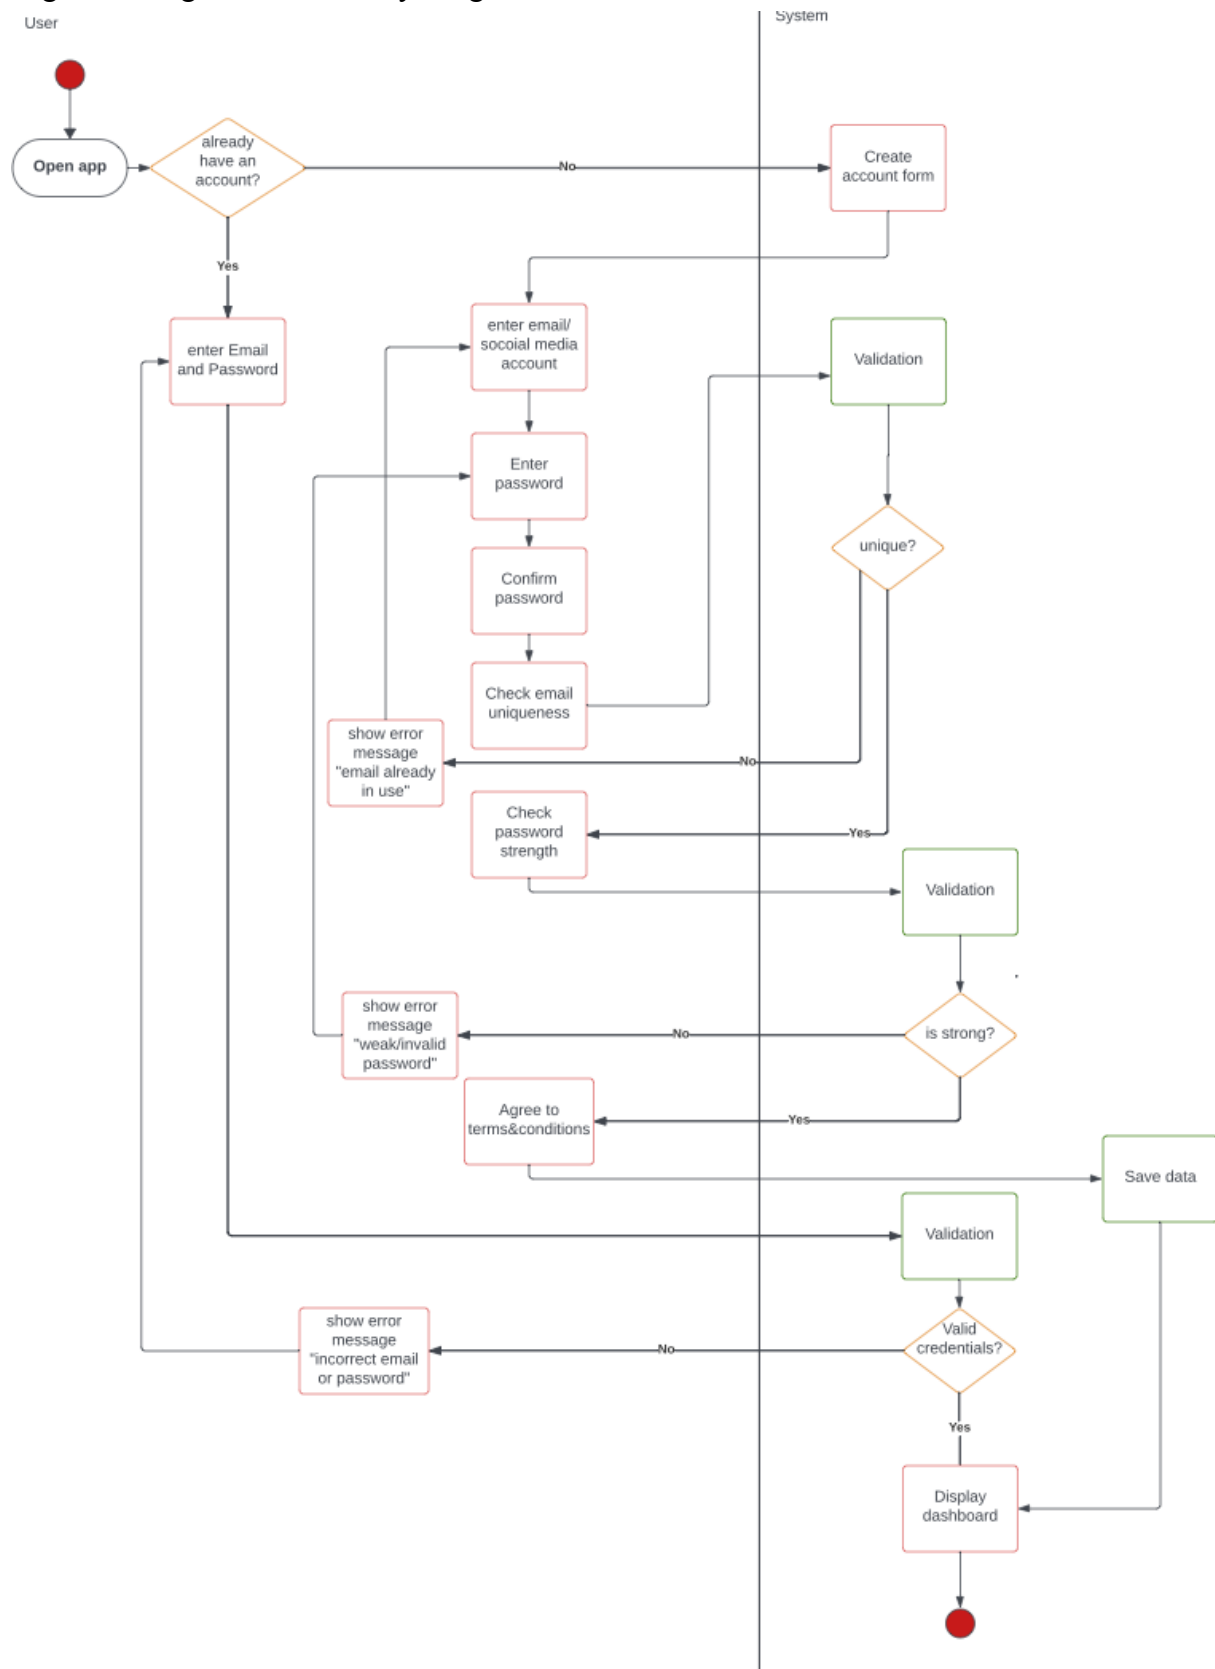 User
System
Open app
already
have an
account?
No
Create
account form
Yes
enter Email
and Password
enter email/
socoial media
account
Validation
Enter
password
unique?
Confirm
password
Check email
uniqueness
show error
message
"email already
in use"
No
Check
password
strength
Yes
Validation
show error
message
"weak/invalid
password"
No
is strong?
Agree to
terms&conditions
Yes
Save data
Validation
show error
message
"incorrect email
or password"
No
Valid
credentials?
Yes
Display
dashboard